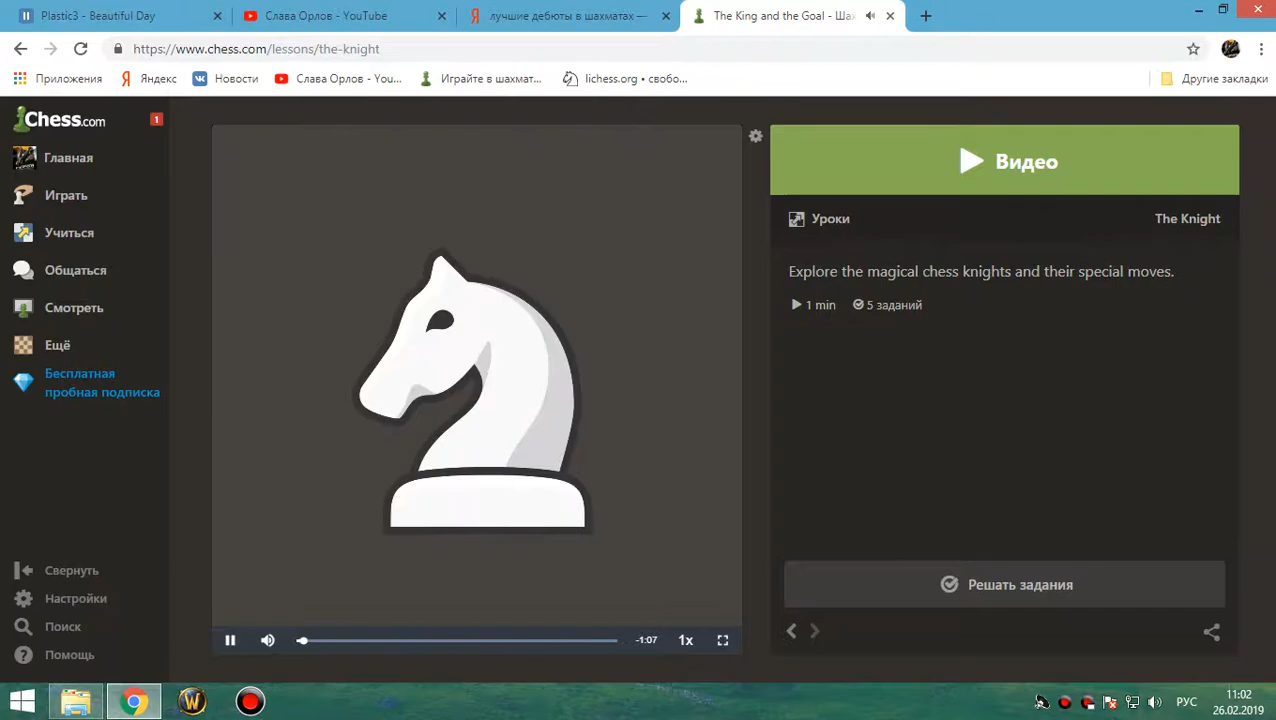 Plastic3 - Beautiful Day
Слава Орлов - YouTube
лучшие дебюты в шахматах —
The King and the Goal - Шах
https://www.chess.com/lessons/the-knight
Приложения
Яндекс
Новости
Слава Орлов - You...
Играйте в шахмат...
lichess.org • свобо...
Другие закладки
Chess.com
1
Главная
Играть
Учиться
Общаться
Смотреть
Ещё
Бесплатная
пробная подписка
Свернуть
Настройки
Поиск
Помощь
-1:07
1x
Видео
Уроки
The Knight
Explore the magical chess knights and their special moves.
1 min
5 заданий
Решать задания
РУС
11:02
26.02.2019